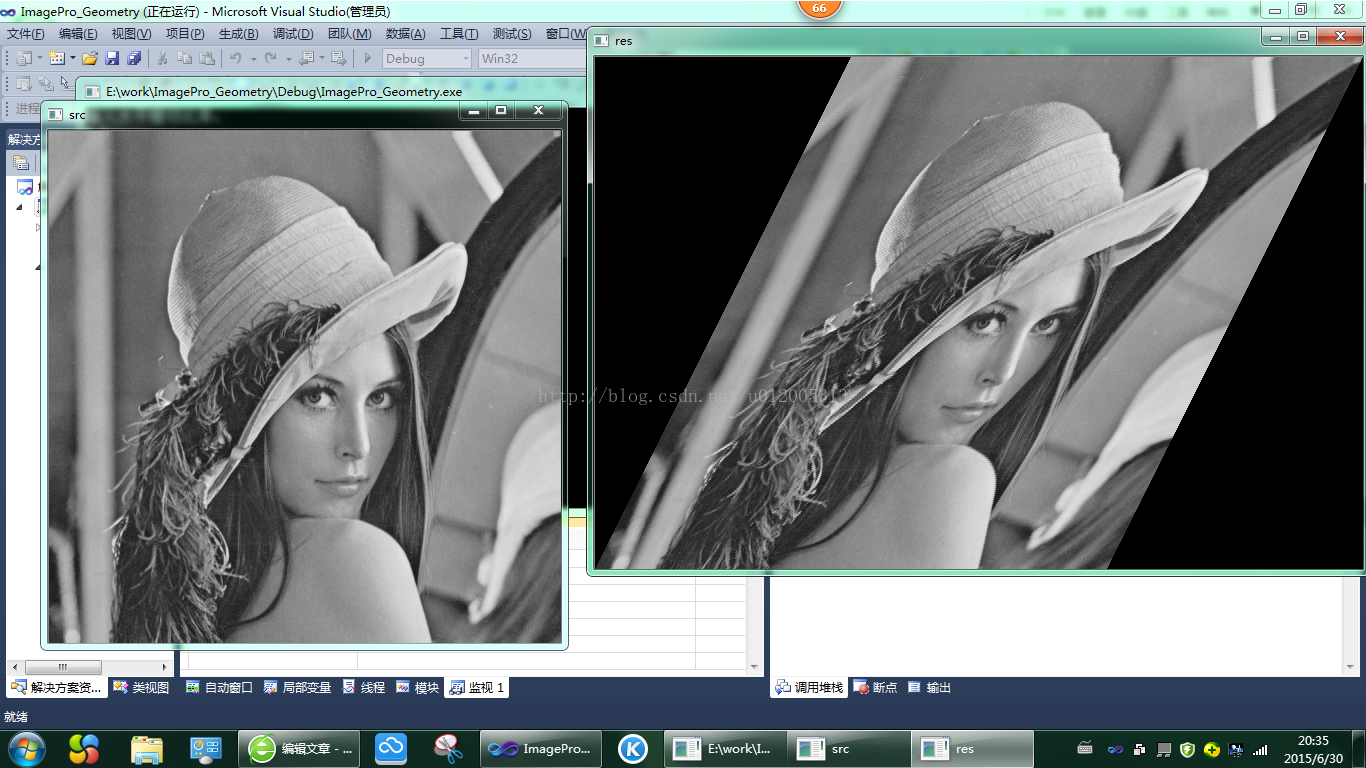 ImagePro_Geometry (正在运行) - Microsoft Visual Studio(管理员)
66
文件(F) 编辑(E) 视图(V) 项目(P) 生成(B) 调试(D) 团队(M) 数据(A) 工具(T) 测试(S) 窗口(W
res
Debug
Win32
E:\work\ImagePro_Geometry\Debug\ImagePro_Geometry.exe
进程
src
解决方
http://blog.csdn.net/u012005313
解决方案资... 类视图 自动窗口 局部变量 线程 模块 监视 1 调用堆栈 断点 输出
就绪
编辑文章 - ...
ImagePro...
K
E:\work\I...
src
res
20:35
2015/6/30